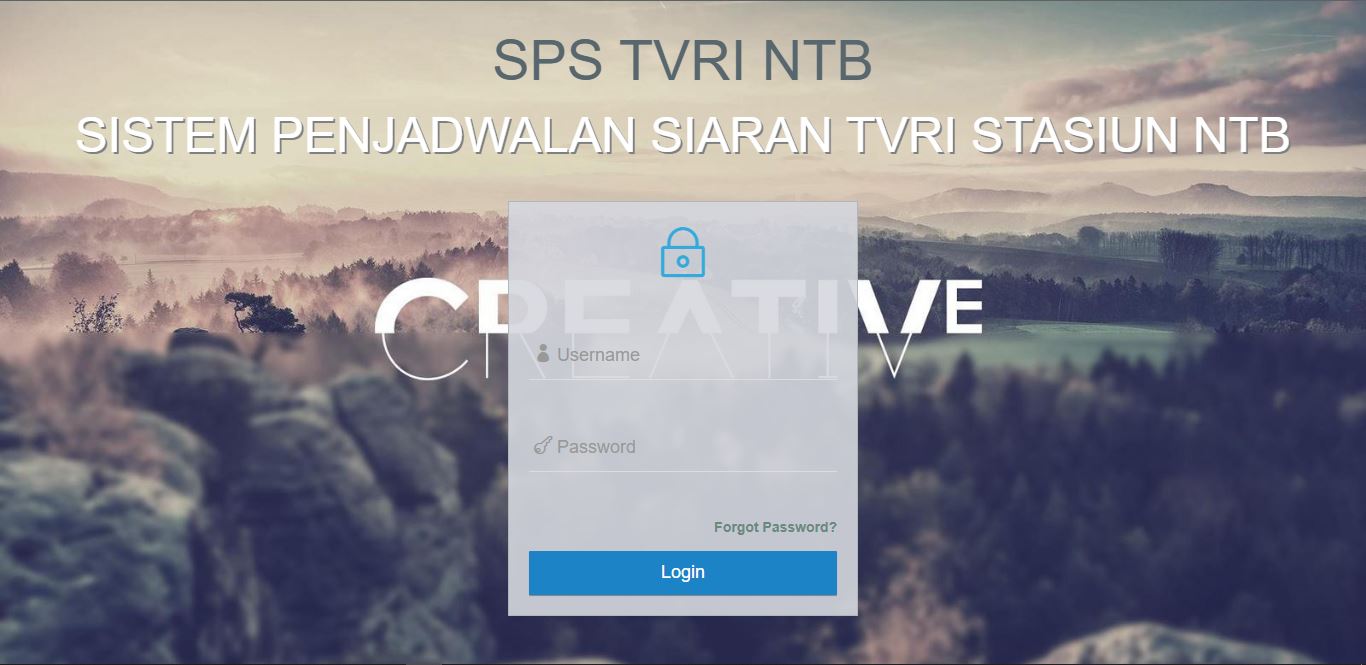 SPS TVRI NTB
SISTEM PENJADWALAN SIARAN TVRI STASIUN NTB
CREATIVE
Username
Password
Forgot Password?
Login